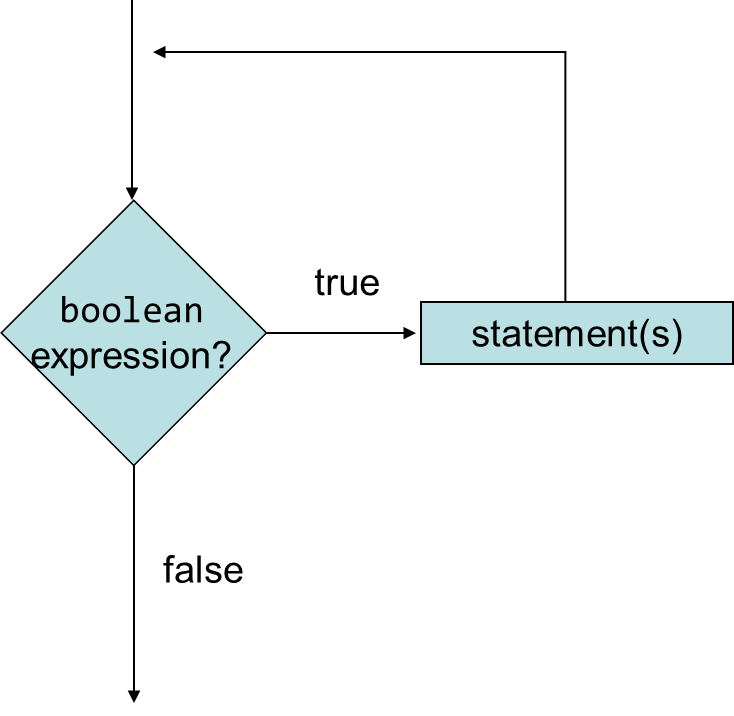 true
boolean
expression?
statement(s)
false